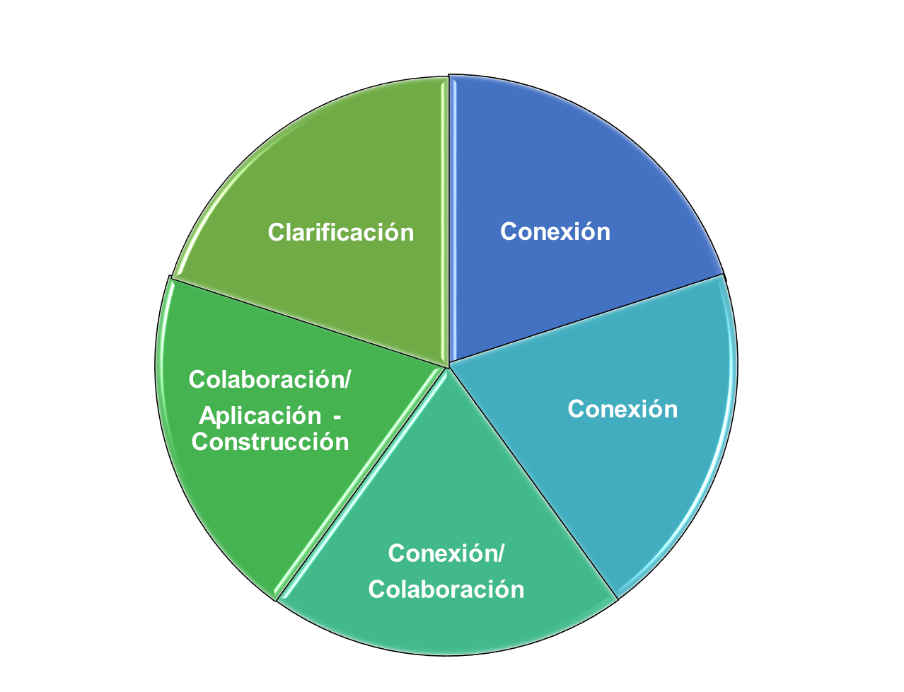 Clarificación
Conexión
Colaboración/
Aplicación -
Construcción
Conexión
Conexión/
Colaboración